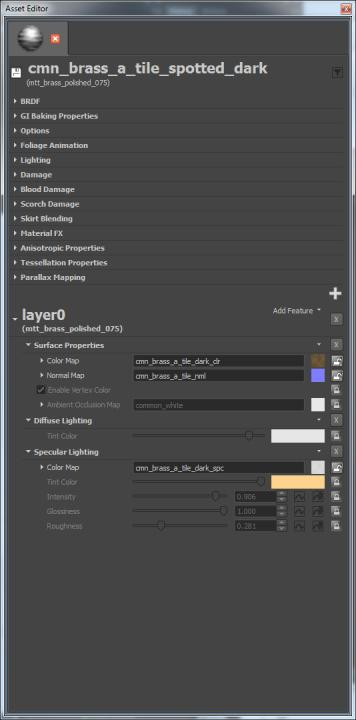 Asset Editor
cmn_brass_a_tile_spotted_dark
(mtt_brass_polished_075)
BRDF
GI Baking Properties
Options
Foliage Animation
Lighting
Damage
Blood Damage
Scorch Damage
Skirt Blending
Material FX
Anisotropic Properties
Tessellation Properties
Parallax Mapping
layer0
Add Feature
X
(mtt_brass_polished_075)
Surface Properties
X
Color Map
cmn_brass_a_tile_dark_clr
Normal Map
cmn_brass_a_tile_nml
Enable Vertex Color
Ambient Occlusion Map
common_white
Diffuse Lighting
X
Tint Color
Specular Lighting
X
Color Map
cmn_brass_a_tile_dark_spc
Tint Color
Intensity
0.906
Glossiness
1.000
Roughness
0.281